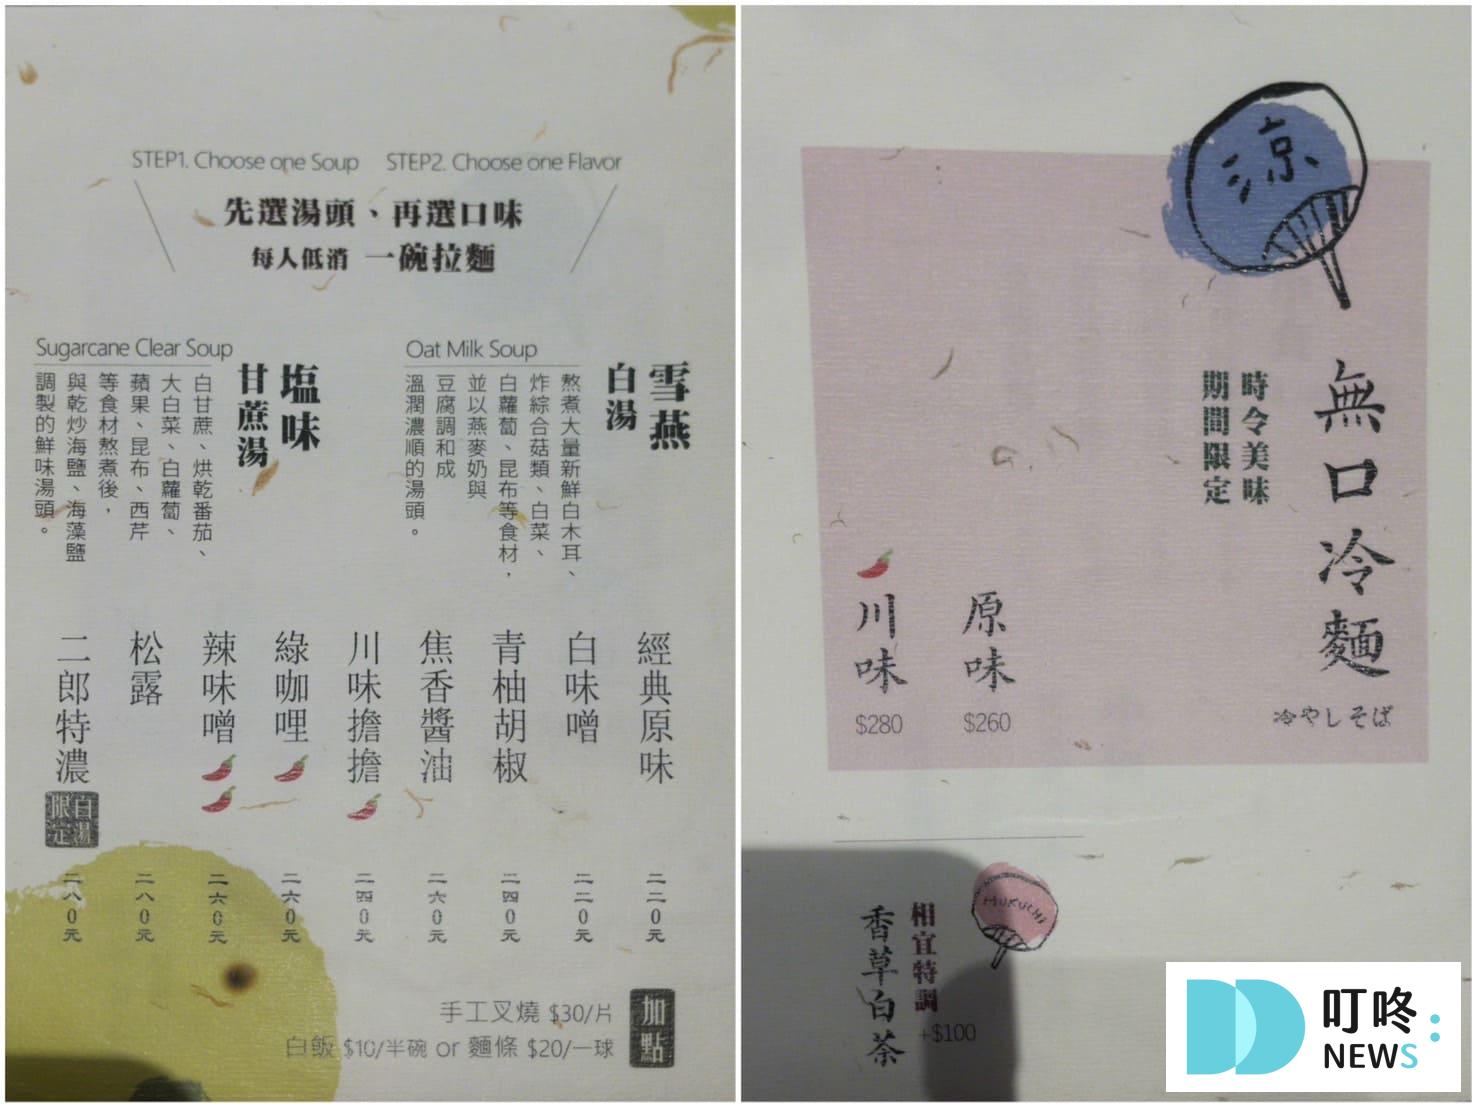 STEP1. Choose one Soup
STEP2. Choose one Flavor
先選湯頭、再選口味
每人低消 一碗拉麵
Oat Milk Soup
雪燕
白湯
熬煮大量新鮮白木耳、
炸綜合菇類、白菜、
白蘿蔔、昆布等食材，
並以燕麥奶與
豆腐調和成
溫潤濃順的湯頭。
Sugarcane Clear Soup
塩味
甘蔗湯
白甘蔗、烘乾番茄、
大白菜、白蘿蔔、
蘋果、昆布、西芹
等食材熬煮後，
與乾炒海鹽、海藻鹽
調製的鮮味湯頭。
經典原味
二二0元
白味噌
二二0元
青柚胡椒
二四0元
焦香醬油
二六0元
川味擔擔
二四0元
綠咖哩
二六0元
辣味噌
二六0元
松露
二八0元
二郎特濃
白湯
限定
二八0元
加點
手工叉燒 $30/片
白飯 $10/半碗 or 麵條 $20/一球
涼
無口冷麵
冷やしそば
時令美味
期間限定
原味
$260
川味
$280
MUKUCHI
相宜特調
+$100
香草白茶
叮咚
NEWS